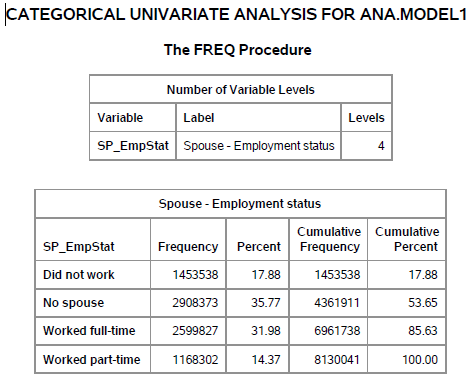 CATEGORICAL UNIVARIATE ANALYSIS FOR ANA.MODEL1
The FREQ Procedure
Number of Variable Levels
Variable Label Levels
SP_EmpStat Spouse - Employment status 4
Spouse - Employment status
SP_EmpStat Frequency Percent Cumulative Frequency Cumulative Percent
Did not work 1453538 17.88 1453538 17.88
No spouse 2908373 35.77 4361911 53.65
Worked full-time 2599827 31.98 6961738 85.63
Worked part-time 1168302 14.37 8130041 100.00